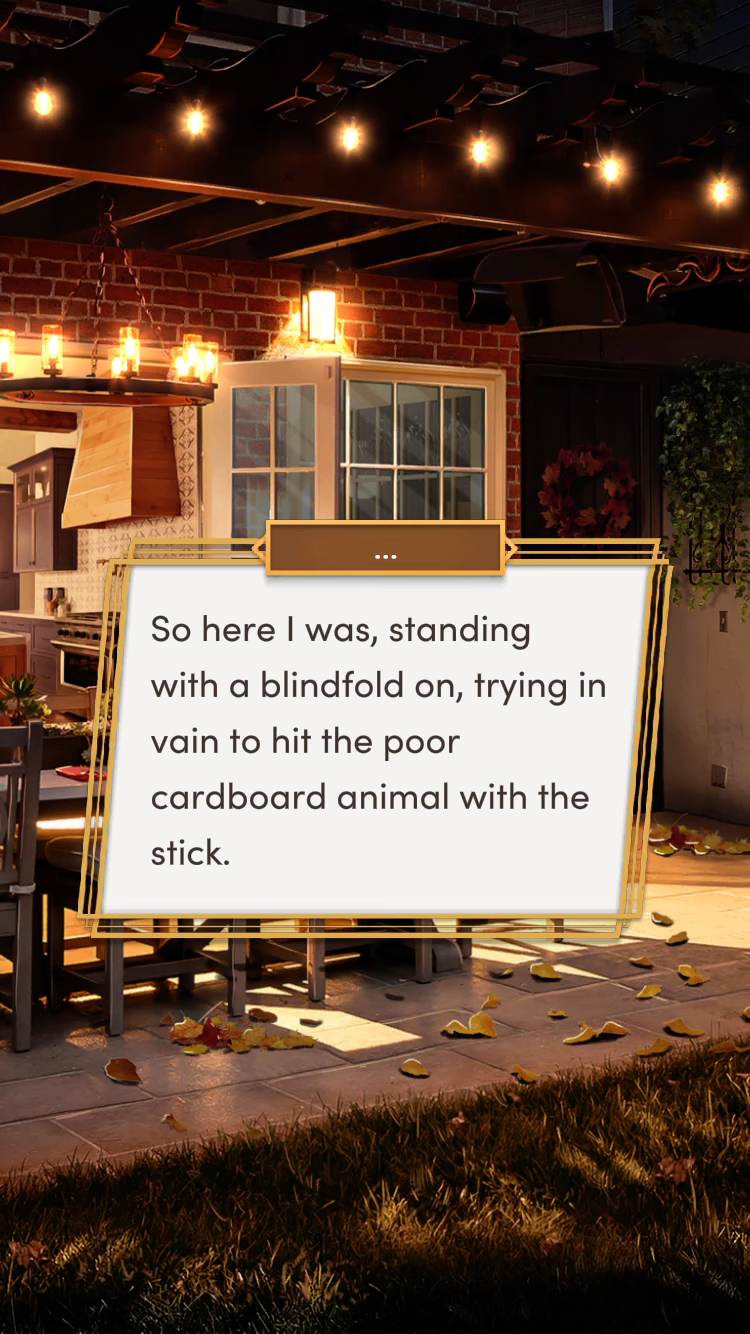 ...
So here I was, standing
with a blindfold on, trying in
vain to hit the poor
cardboard animal with the
stick.